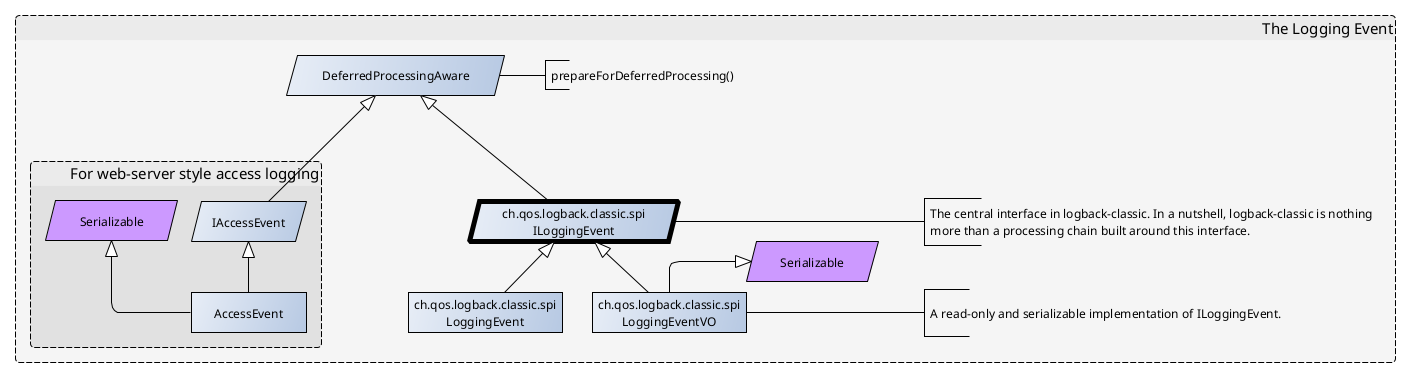 The Logging Event
DeferredProcessingAware
prepareForDeferredProcessing()
For web-server style access logging
Serializable
IAccessEvent
AccessEvent
ch.qos.logback.classic.spi
ILoggingEvent
The central interface in logback-classic. In a nutshell, logback-classic is nothing
more than a processing chain built around this interface.
Serializable
ch.qos.logback.classic.spi
LoggingEvent
ch.qos.logback.classic.spi
LoggingEventVO
A read-only and serializable implementation of ILoggingEvent.